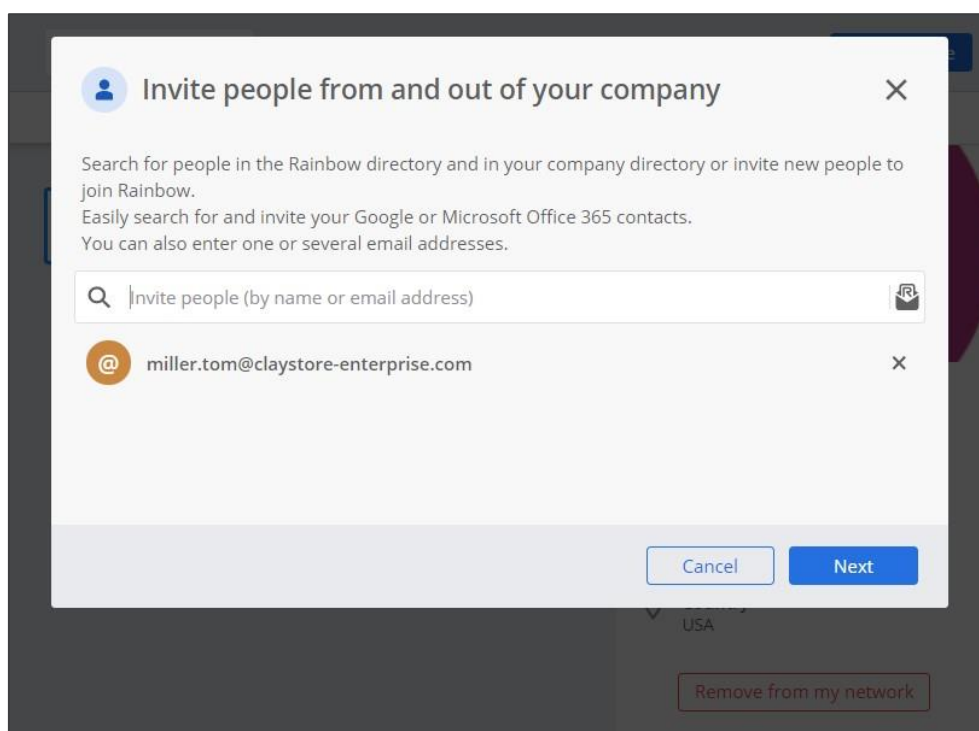 Invite people from and out of your company
Search for people in the Rainbow directory and in your company directory or invite new people to
join Rainbow.
Easily search for and invite your Google or Microsoft Office 365 contacts.
You can also enter one or several email addresses.
Invite people (by name or email address)
@ miller.tom@claystore-enterprise.com
Cancel Next
USA
Remove from my network